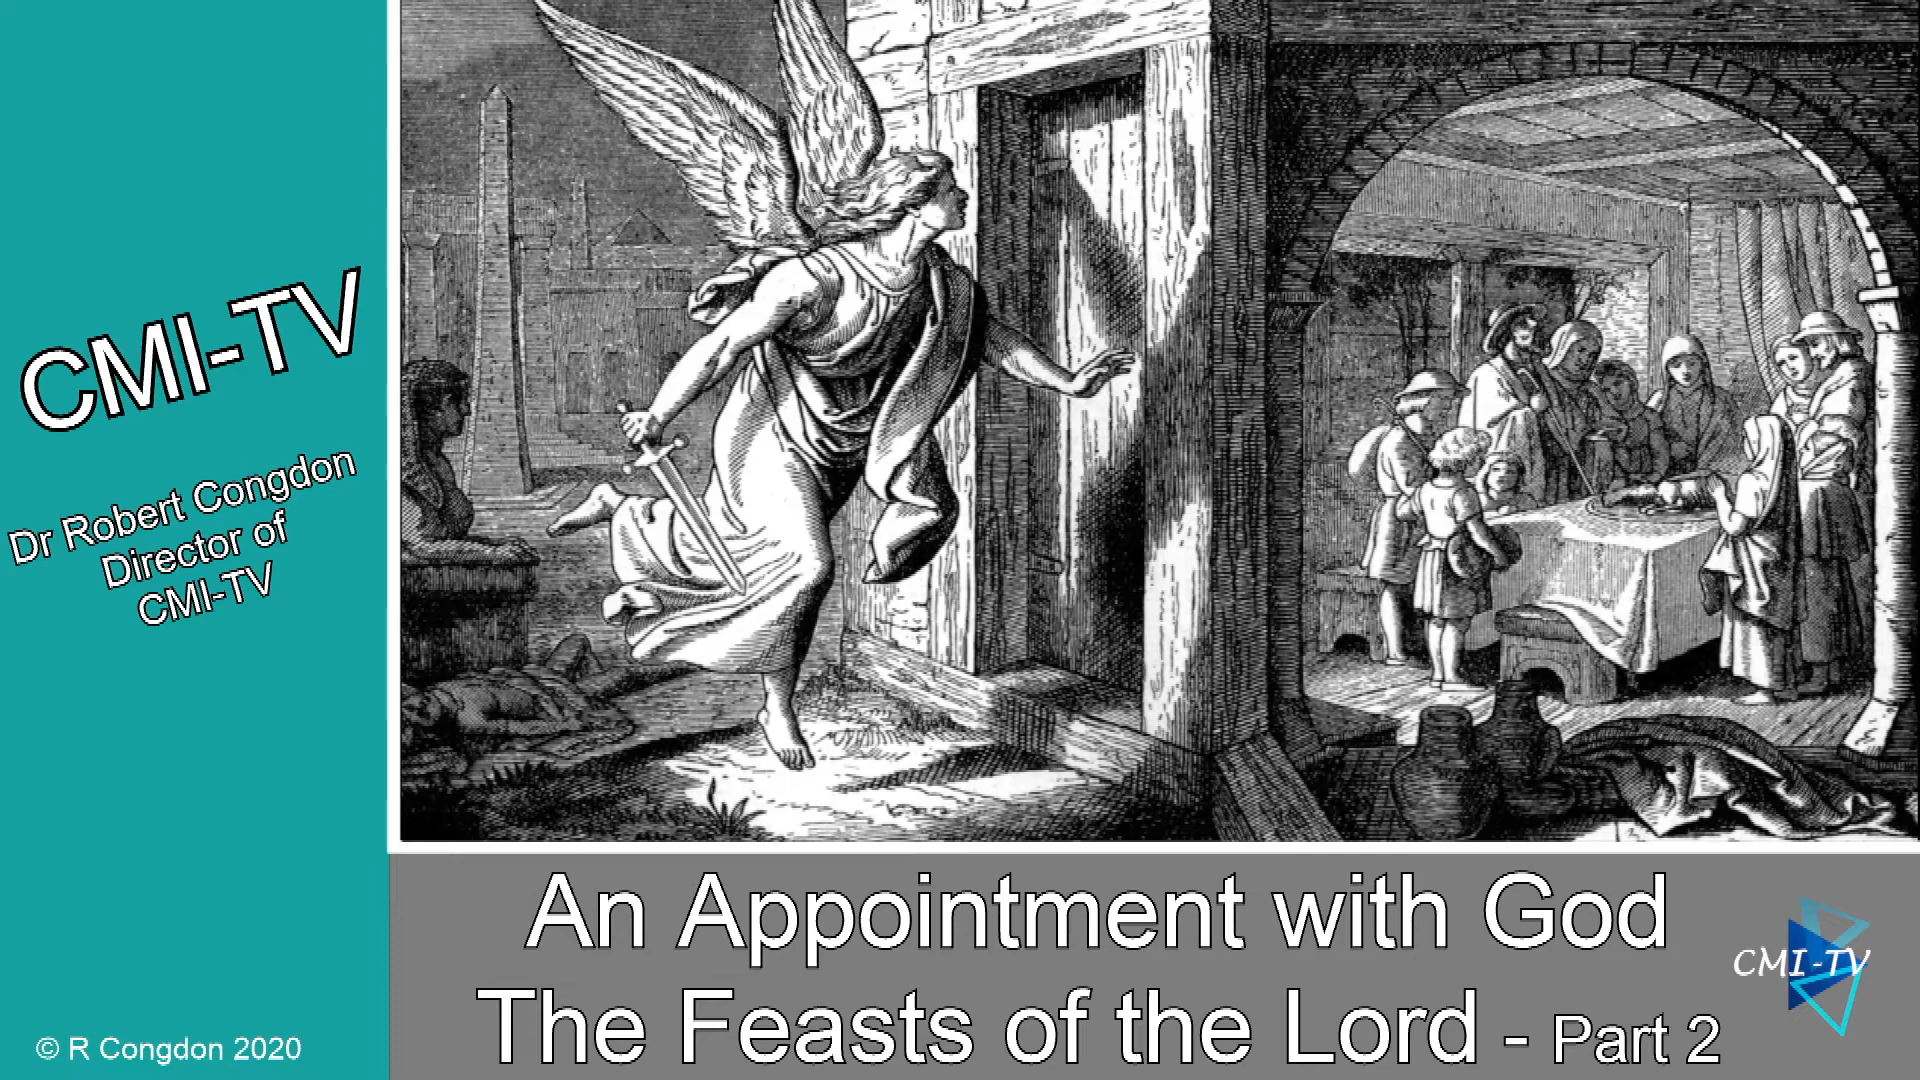 CMI-TV
Dr Robert Congdon
Director of
CMI-TV
© R Congdon 2020
An Appointment with God
The Feasts of the Lord - Part 2
CMI-TV